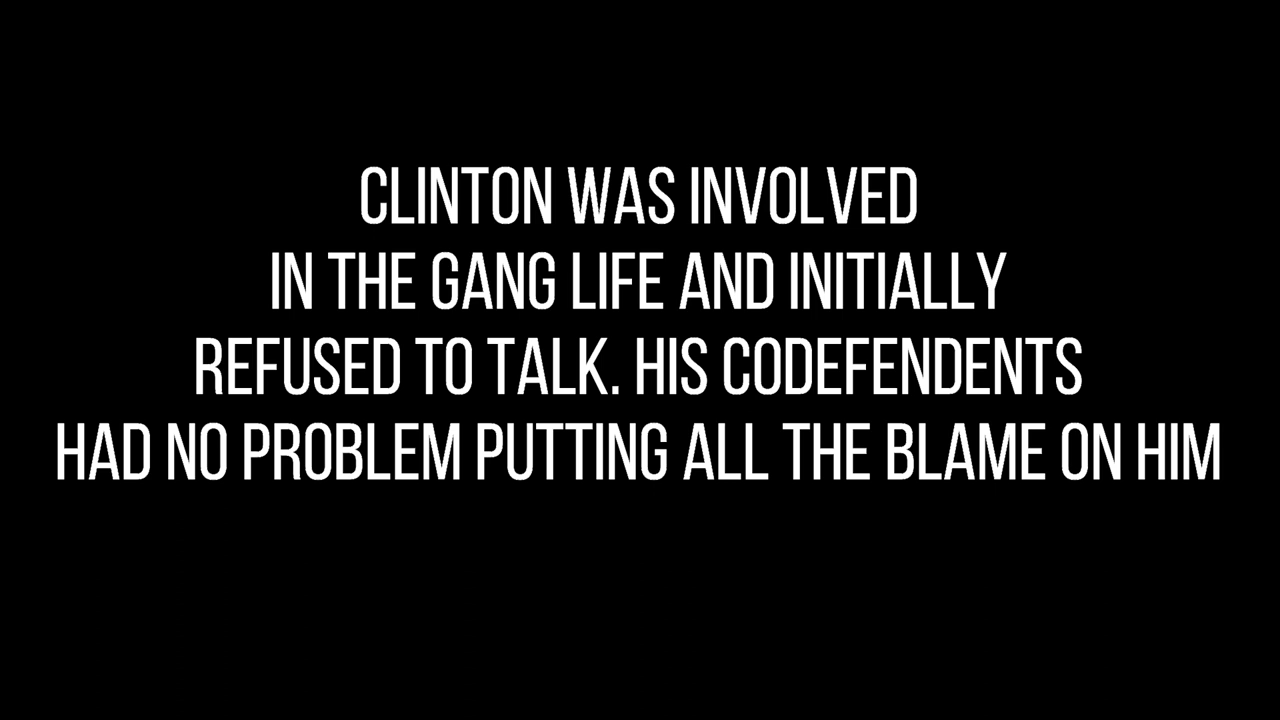 CLINTON WAS INVOLVED
IN THE GANG LIFE AND INITIALLY
REFUSED TO TALK. HIS CODEFENDENTS
HAD NO PROBLEM PUTTING ALL THE BLAME ON HIM